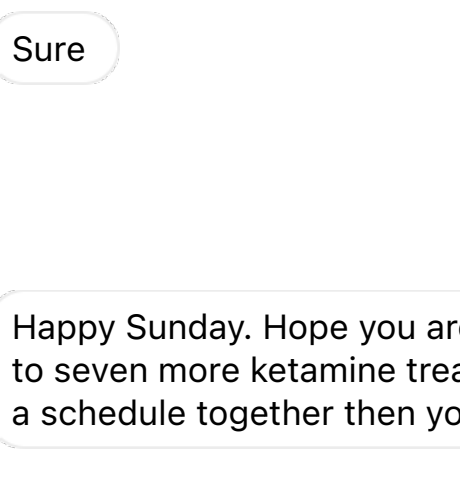 Sure
Happy Sunday. Hope you
to seven more ketamine
a schedule together then